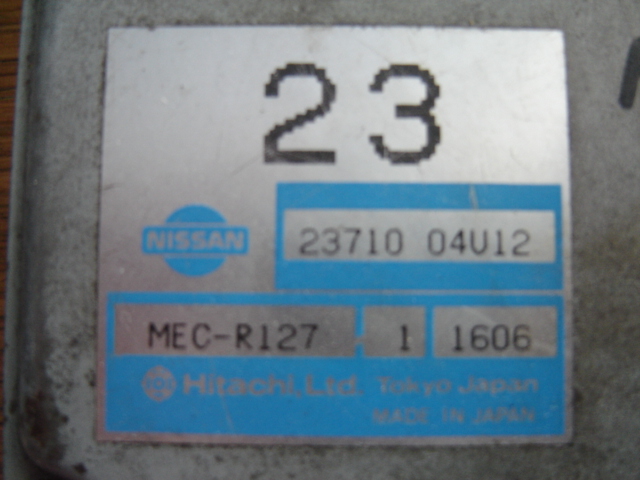 23
NISSAN 23710 04U12
MEC-R127 1 1606
Hitachi, Ltd. Tokyo Japan
MADE IN JAPAN